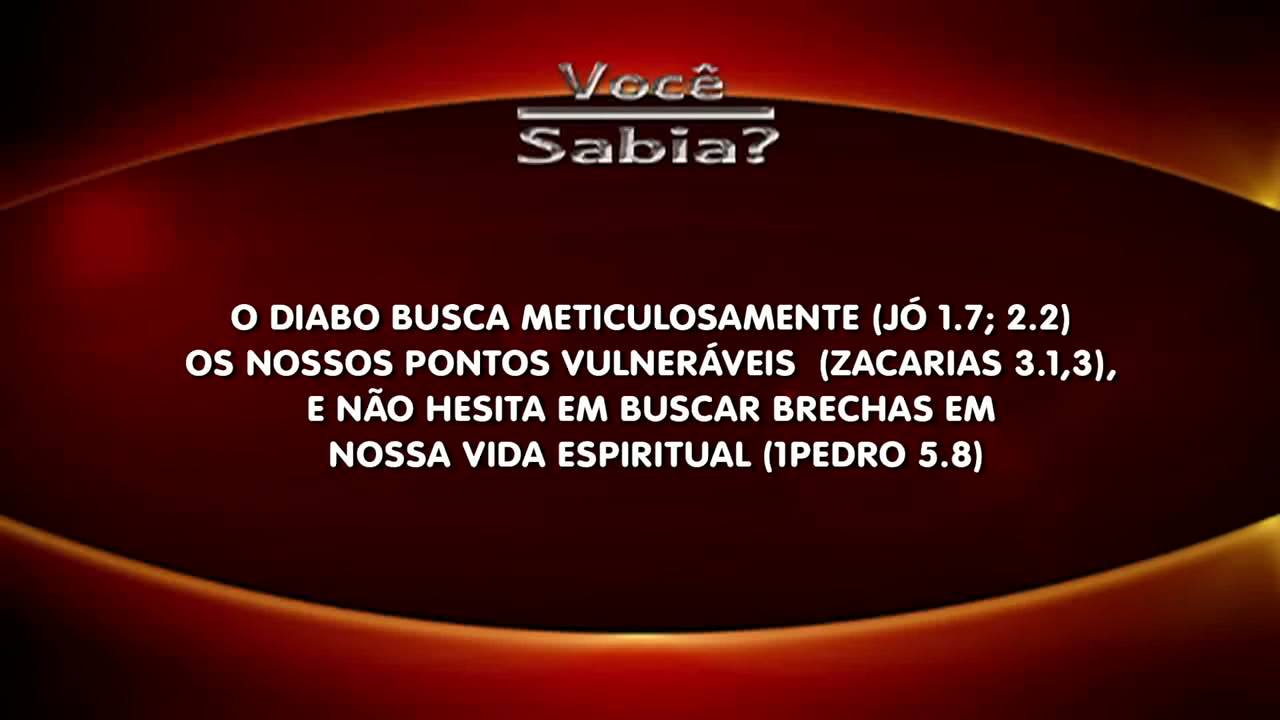 Você
Sabia?
O DIABO BUSCA METICULOSAMENTE (JÓ 1.7; 2.2)
OS NOSSOS PONTOS VULNERÁVEIS (ZACARIAS 3.1,3),
E NÃO HESITA EM BUSCAR BRECHAS EM
NOSSA VIDA ESPIRITUAL (1PEDRO 5.8)